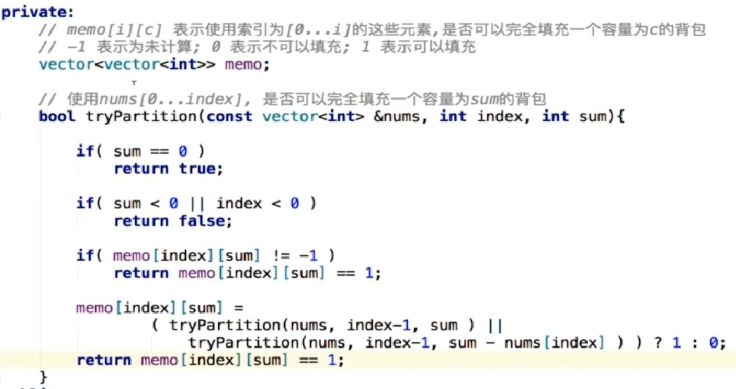 private:
// memo[i][c] 表示使用索引为[0...i]的这些元素,是否可以完全填充一个容量为c的背包
// -1 表示为未计算; 0 表示不可以填充; 1 表示可以填充
vector<vector<int>> memo;
// 使用nums[0...index], 是否可以完全填充一个容量为sum的背包
bool tryPartition(const vector<int> &nums, int index, int sum){
if( sum == 0 )
return true;
if( sum < 0 || index < 0 )
return false;
if( memo[index][sum] != -1 )
return memo[index][sum] == 1;
memo[index][sum] =
( tryPartition(nums, index-1, sum ) ||
tryPartition(nums, index-1, sum - nums[index] ) ) ? 1 : 0;
return memo[index][sum] == 1;
}